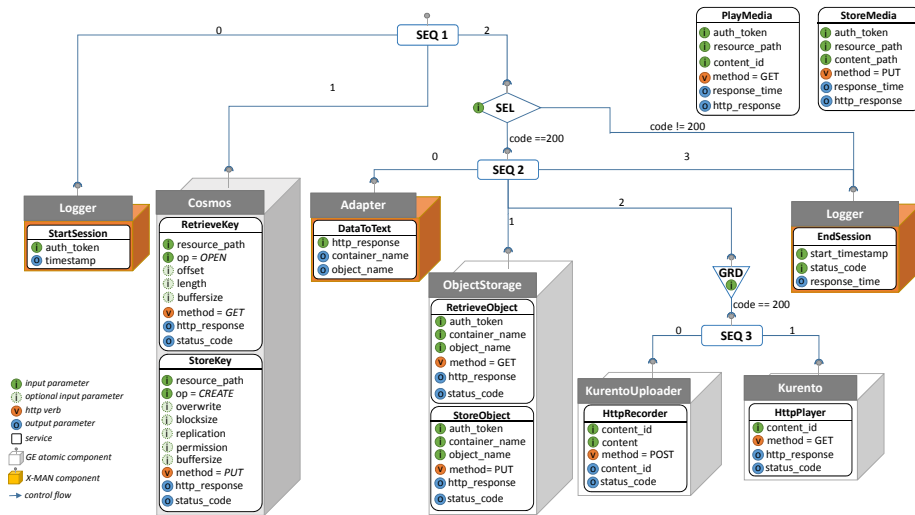 0
SEQ 1
2
1
PlayMedia
i auth_token
i resource_path
i content_id
v method = GET
o response_time
o http_response
StoreMedia
i auth_token
i resource_path
i content_path
v method = PUT
o response_time
o http_response
i SEL
code != 200
code ==200
0
SEQ 2
3
1
2
Logger
StartSession
i auth_token
o timestamp
Cosmos
RetrieveKey
i resource_path
i op = OPEN
i offset
i length
i buffersize
v method = GET
o http_response
o status_code
StoreKey
i resource_path
i op = CREATE
i overwrite
i blocksize
i replication
i permission
i buffersize
v method = PUT
o http_response
o status_code
Adapter
DataToText
i http_response
o container_name
o object_name
ObjectStorage
RetrieveObject
i auth_token
i container_name
i object_name
v method = GET
o http_response
o status_code
StoreObject
i auth_token
i container_name
i object_name
v method= PUT
o http_response
o status_code
Logger
EndSession
i start_timestamp
i status_code
o response_time
GRD
i
code == 200
0
SEQ 3
1
KurentoUploader
HttpRecorder
i content_id
i content
v method = POST
o content_id
o status_code
Kurento
HttpPlayer
i content_id
v method = GET
o http_response
o status_code
i input parameter
i optional input parameter
v http verb
o output parameter
service
GE atomic component
X-MAN component
control flow